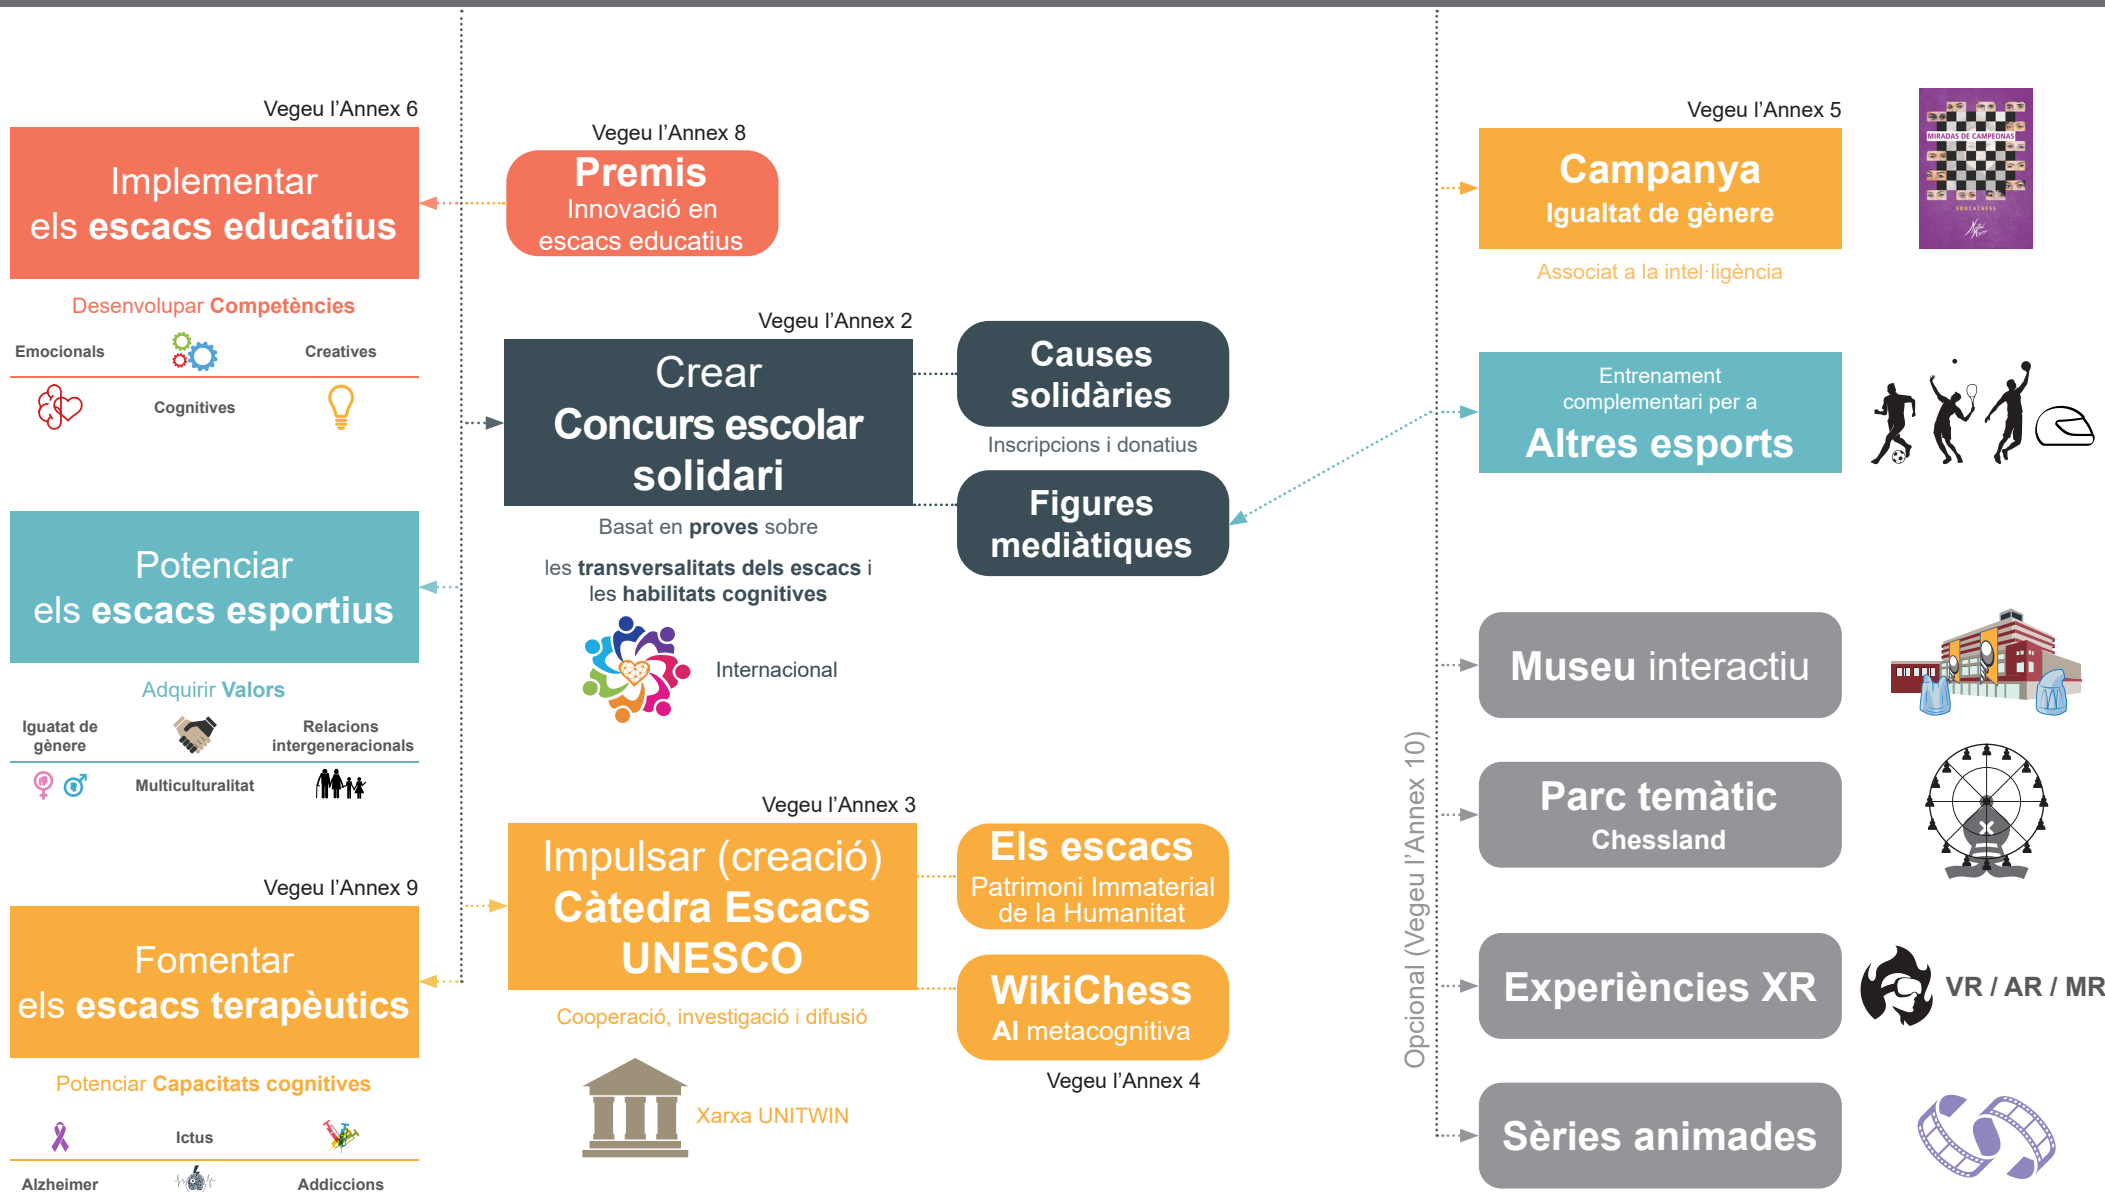 Vegeu l'Annex 6
Implementar
els escacs educatius
Desenvolupar Competències
Emocionals
Creatives
Cognitives
Potenciar
els escacs esportius
Adquirir Valors
Iguatat de
gènere
Relacions
intergeneracionals
Multiculturalitat
Vegeu l'Annex 9
Fomentar
els escacs terapèutics
Potenciar Capacitats cognitives
Ictus
Alzheimer
Addiccions
Vegeu l'Annex 8
Premis
Innovació en
escacs educatius
Vegeu l'Annex 2
Crear
Concurs escolar
solidari
Basat en proves sobre
les transversalitats dels escacs i
les habilitats cognitives
Internacional
Causes
solidàries
Inscripcions i donatius
Figures
mediàtiques
Vegeu l'Annex 3
Impulsar (creació)
Càtedra Escacs
UNESCO
Cooperació, investigació i difusió
Xarxa UNITWIN
Els escacs
Patrimoni Immaterial
de la Humanitat
WikiChess
AI metacognitiva
Vegeu l'Annex 4
Vegeu l'Annex 5
Campanya
Igualtat de gènere
Associat a la intel·ligència
MIRADAS DE CAMPEONAS
EDUCACHESS
Entrenament
complementari per a
Altres esports
Opcional (Vegeu l'Annex 10)
Museu interactiu
Parc temàtic
Chessland
Experiències XR
VR / AR / MR
Sèries animades